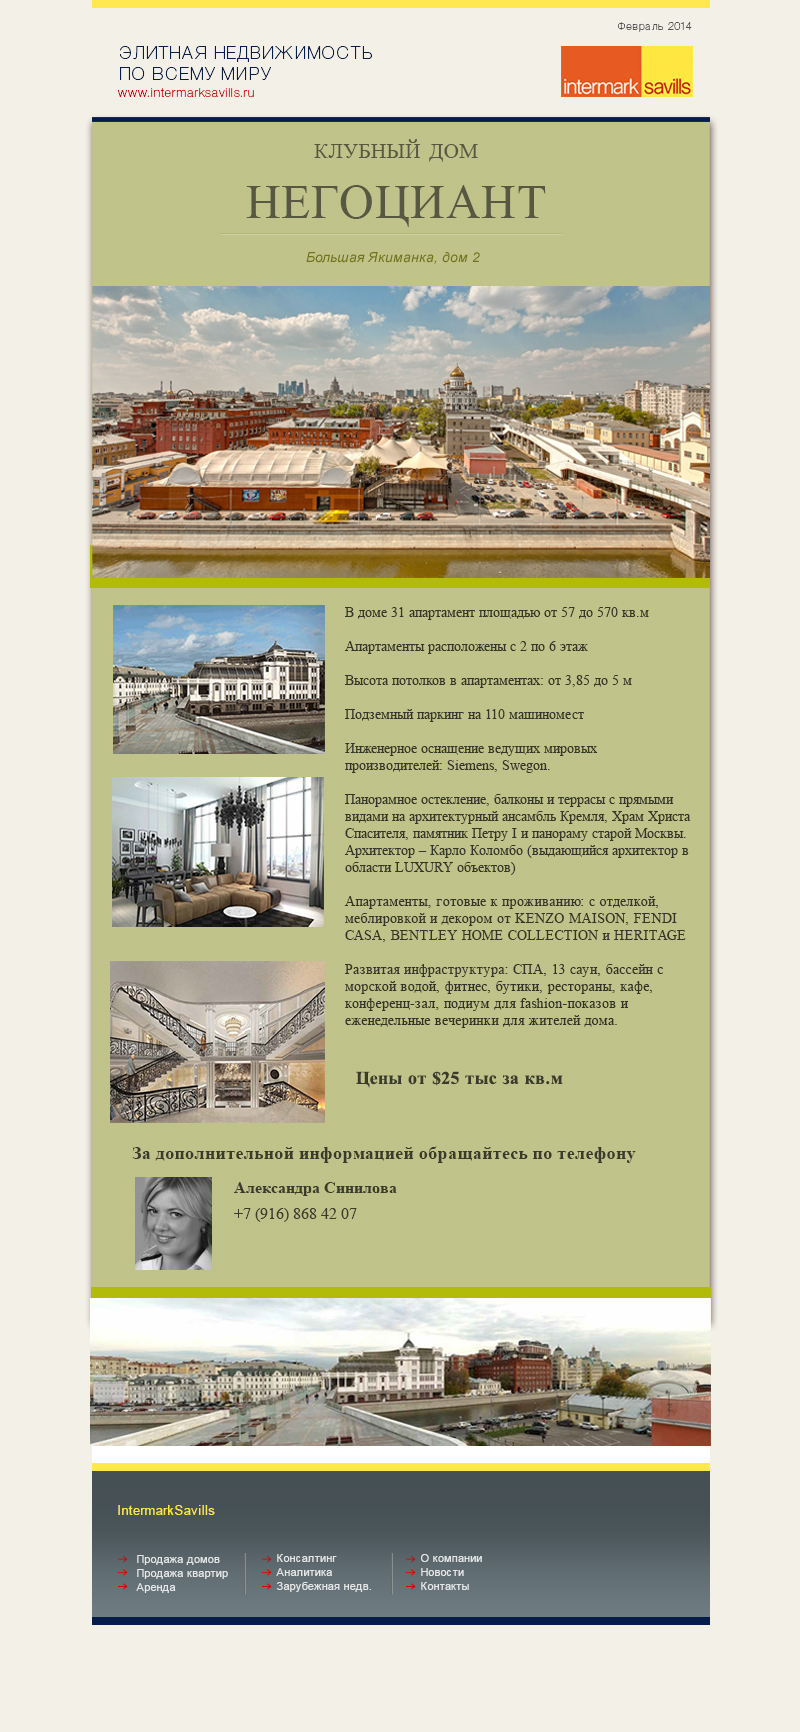 Февраль 2014
ЭЛИТНАЯ НЕДВИЖИМОСТЬ
ПО ВСЕМУ МИРУ
www.intermarksavills.ru
intermark savills
КЛУБНЫЙ ДОМ
НЕГОЦИАНТ
Большая Якиманка, дом 2
В доме 31 апартамент площадью от 57 до 570 кв.м
Апартаменты расположены с 2 по 6 этаж
Высота потолков в апартаментах: от 3,85 до 5 м
Подземный паркинг на 110 машиномест
Инженерное оснащение ведущих мировых
производителей: Siemens, Swegon.
Панорамное остекление, балконы и террасы с прямыми
видами на архитектурный ансамбль Кремля, Храм Христа
Спасителя, памятник Петру I и панораму старой Москвы.
Архитектор – Карло Коломбо (выдающийся архитектор в
области LUXURY объектов)
Апартаменты, готовые к проживанию: с отделкой,
меблировкой и декором от KENZO MAISON, FENDI
CASA, BENTLEY HOME COLLECTION и HERITAGE
Развитая инфраструктура: СПА, 13 саун, бассейн с
морской водой, фитнес, бутики, рестораны, кафе,
конференц-зал, подиум для fashion-показов и
еженедельные вечеринки для жителей дома.
Цены от $25 тыс за кв.м
За дополнительной информацией обращайтесь по телефону
Александра Синилова
+7 (916) 868 42 07
IntermarkSavills
Продажа домов
Продажа квартир
Аренда
Консалтинг
Аналитика
Зарубежная недв.
О компании
Новости
Контакты